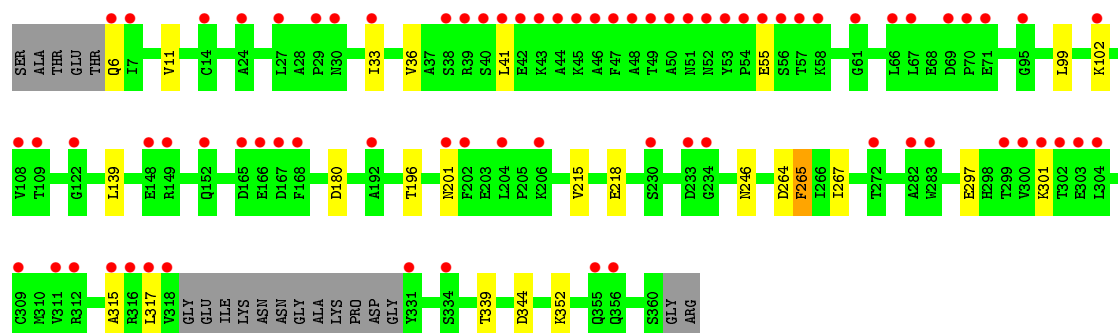 SER ALA THR GLU THR Q6 I7 V11 C14 A24 L27 A28 P29 N30 I33 V36 A37 S38 R39 S40 L41 E42 K43 A44 K45 A46 F47 A48 T49 A50 N51 N52 Y53 P54 E55 S56 T57 K58 G61 L66 L67 E68 D69 P70 E71 G95 L99 K102
V108 T109 G122 L139 E148 R149 Q152 D165 E166 D167 F168 D180 A192 T196 N201 F202 E203 L204 P205 K206 V215 E218 S230 D233 G234 N246 D264 F265 I266 I267 T272 A282 W283 E297 H298 T299 V300 K301 T302 E303 L304
C309 M310 V311 R312 A315 R316 L317 V318 GLY GLU ILE LYS ASN ASN GLY ALA LYS PRO ASP GLY Y331 S334 T339 D344 K352 Q355 Q356 S360 GLY ARG